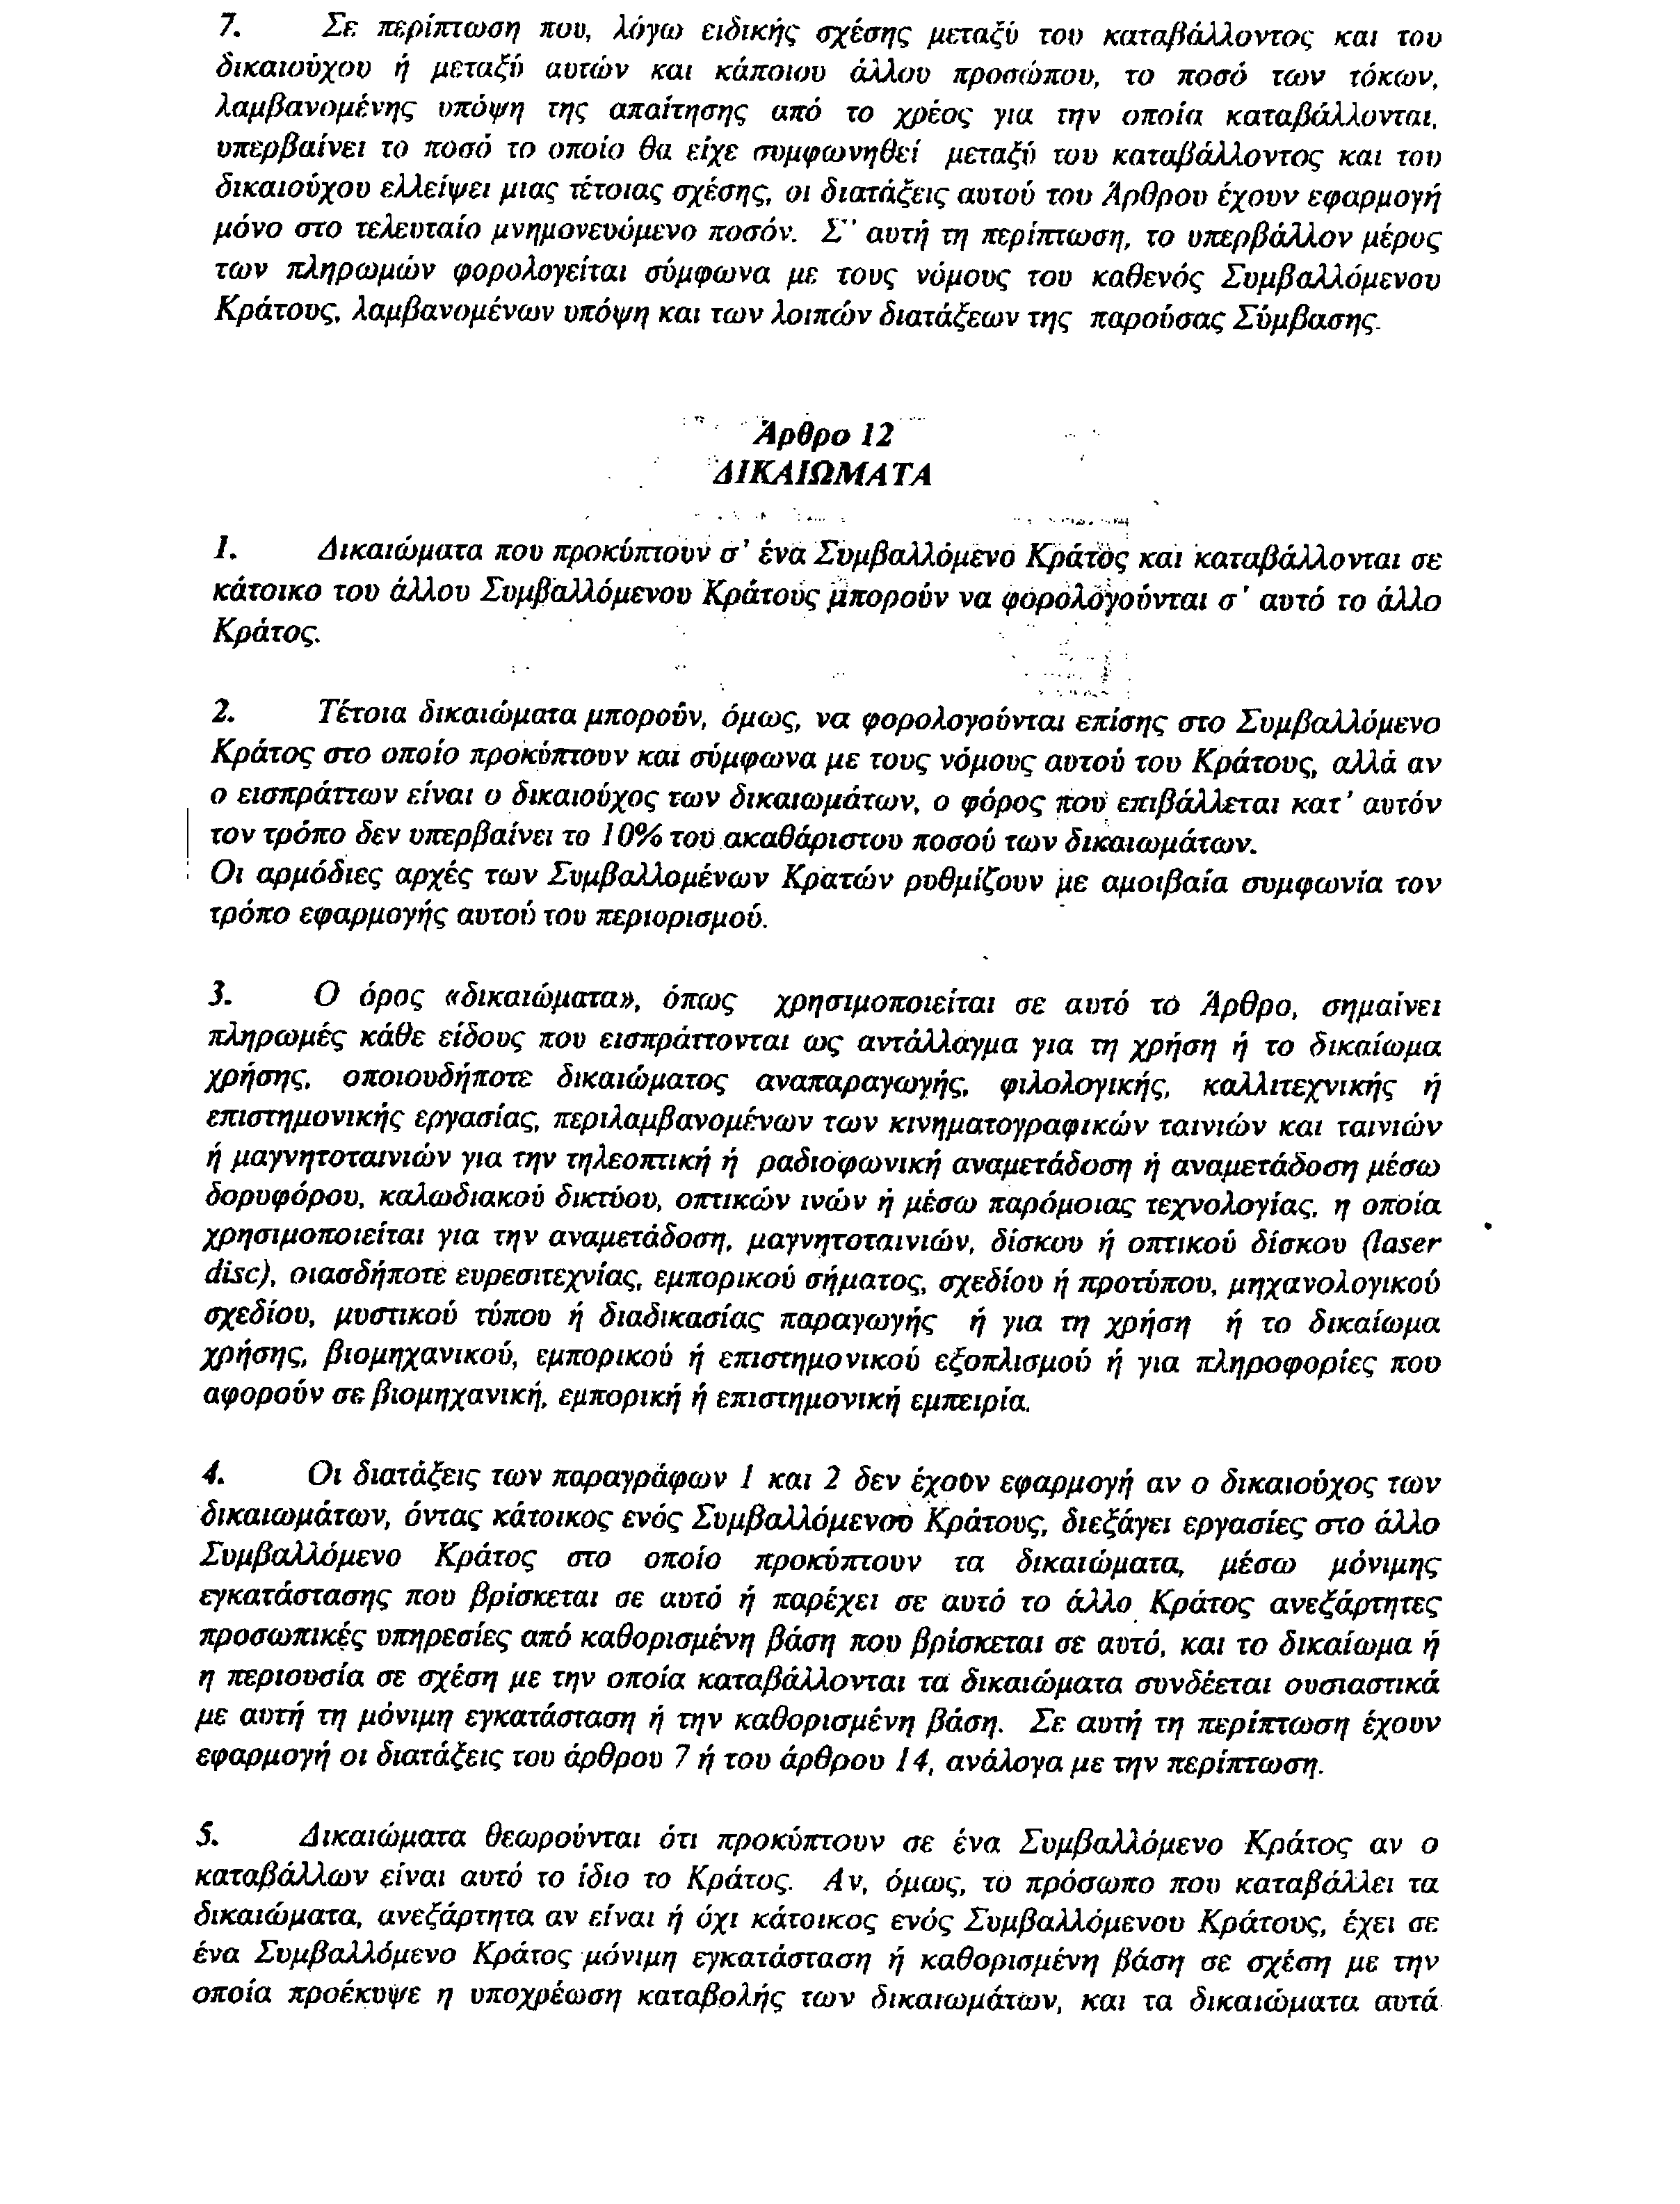 7. Σε περίπτωση που, λόγω ειδικής σχέσης μεταξύ του καταβάλλοντος και του
δικαιούχου ή μεταξύ αυτών και κάποιου άλλου προσώπου, το ποσό των τόκων,
λαμβανομένης υπόψη της απαίτησης από το χρέος για την οποία καταβάλλονται,
υπερβαίνει το ποσό το οποίο θα είχε συμφωνηθεί μεταξύ του καταβάλλοντος και του
δικαιούχου ελλείψει μιας τέτοιας σχέσης, οι διατάξεις αυτού του Άρθρου έχουν εφαρμογή
μόνο στο τελευταίο μνημονευόμενο ποσόν. Σ' αυτή τη περίπτωση, το υπερβάλλον μέρος
των πληρωμών φορολογείται σύμφωνα με τους νόμους του καθενός Συμβαλλόμενου
Κράτους, λαμβανομένων υπόψη και των λοιπών διατάξεων της παρούσας Σύμβασης.
Άρθρο 12
ΔΙΚΑΙΩΜΑΤΑ
1. Δικαιώματα που προκύπτουν σ' ένα Συμβαλλόμενο Κράτος και καταβάλλονται σε
κάτοικο του άλλου Συμβαλλόμενου Κράτους μπορούν να φορολογούνται σ' αυτό το άλλο
Κράτος.
2. Τέτοια δικαιώματα μπορούν, όμως, να φορολογούνται επίσης στο Συμβαλλόμενο
Κράτος στο οποίο προκύπτουν και σύμφωνα με τους νόμους αυτού του Κράτους, αλλά αν
ο εισπράττων είναι ο δικαιούχος των δικαιωμάτων, ο φόρος που επιβάλλεται κατ' αυτόν
τον τρόπο δεν υπερβαίνει το 10% του ακαθάριστου ποσού των δικαιωμάτων.
Οι αρμόδιες αρχές των Συμβαλλομένων Κρατών ρυθμίζουν με αμοιβαία συμφωνία τον
τρόπο εφαρμογής αυτού του περιορισμού.
3. Ο όρος «δικαιώματα», όπως χρησιμοποιείται σε αυτό το Άρθρο, σημαίνει
πληρωμές κάθε είδους που εισπράττονται ως αντάλλαγμα για τη χρήση ή το δικαίωμα
χρήσης, οποιουδήποτε δικαιώματος αναπαραγωγής, φιλολογικής, καλλιτεχνικής ή
επιστημονικής εργασίας, περιλαμβανομένων των κινηματογραφικών ταινιών και ταινιών
ή μαγνητοταινιών για την τηλεοπτική ή ραδιοφωνική αναμετάδοση ή αναμετάδοση μέσω
δορυφόρου, καλωδιακού δικτύου, οπτικών ινών ή μέσω παρόμοιας τεχνολογίας, η οποία
χρησιμοποιείται για την αναμετάδοση, μαγνητοταινιών, δίσκου ή οπτικού δίσκου (laser
disc), οιασδήποτε ευρεσιτεχνίας, εμπορικού σήματος, σχεδίου ή προτύπου, μηχανολογικού
σχεδίου, μυστικού τύπου ή διαδικασίας παραγωγής ή για τη χρήση ή το δικαίωμα
χρήσης, βιομηχανικού, εμπορικού ή επιστημονικού εξοπλισμού ή για πληροφορίες που
αφορούν σε βιομηχανική, εμπορική ή επιστημονική εμπειρία.
4. Οι διατάξεις των παραγράφων 1 και 2 δεν έχουν εφαρμογή αν ο δικαιούχος των
δικαιωμάτων, όντας κάτοικος ενός Συμβαλλόμενου Κράτους, διεξάγει εργασίες στο άλλο
Συμβαλλόμενο Κράτος στο οποίο προκύπτουν τα δικαιώματα, μέσω μόνιμης
εγκατάστασης που βρίσκεται σε αυτό ή παρέχει σε αυτό το άλλο Κράτος ανεξάρτητες
προσωπικές υπηρεσίες από καθορισμένη βάση που βρίσκεται σε αυτό, και το δικαίωμα ή
η περιουσία σε σχέση με την οποία καταβάλλονται τα δικαιώματα συνδέεται ουσιαστικά
με αυτή τη μόνιμη εγκατάσταση ή την καθορισμένη βάση. Σε αυτή τη περίπτωση έχουν
εφαρμογή οι διατάξεις του άρθρου 7 ή του άρθρου 14, ανάλογα με την περίπτωση.
5. Δικαιώματα θεωρούνται ότι προκύπτουν σε ένα Συμβαλλόμενο Κράτος αν ο
καταβάλλων είναι αυτό το ίδιο το Κράτος. Αν, όμως, το πρόσωπο που καταβάλλει τα
δικαιώματα, ανεξάρτητα αν είναι ή όχι κάτοικος ενός Συμβαλλόμενου Κράτους, έχει σε
ένα Συμβαλλόμενο Κράτος μόνιμη εγκατάσταση ή καθορισμένη βάση σε σχέση με την
οποία προέκυψε η υποχρέωση καταβολής των δικαιωμάτων, και τα δικαιώματα αυτά